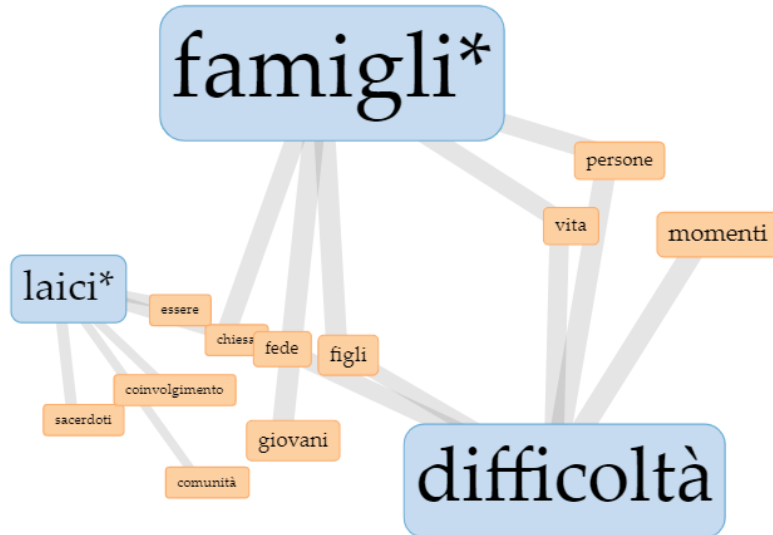 famigli*
persone
vita
momenti
laici*
essere
chiesa
fede
figli
coinvolgimento
sacerdoti
giovani
comunità
difficoltà